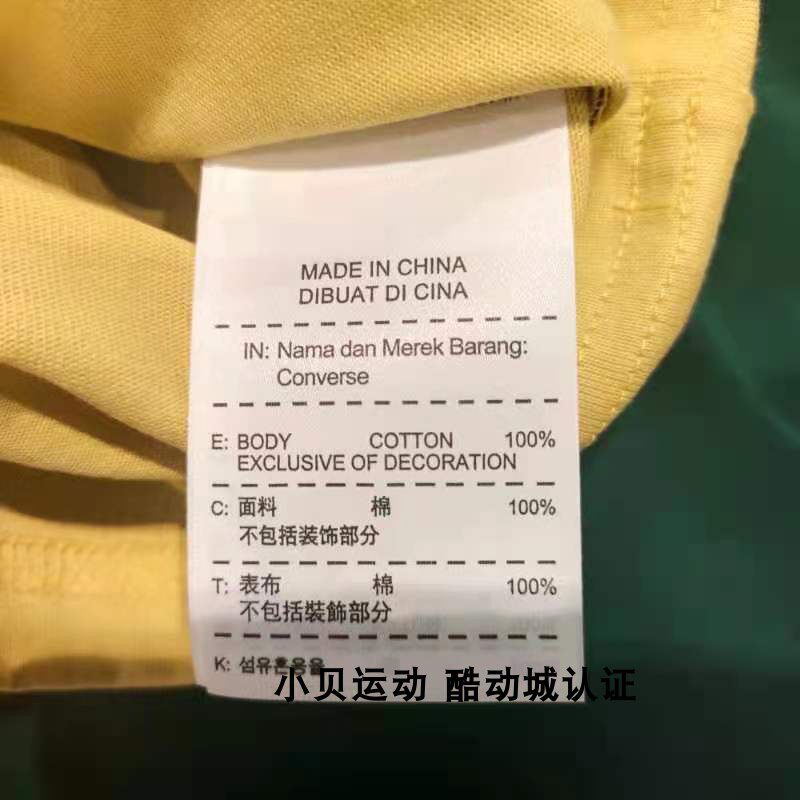 MADE IN CHINA
DIBUAT DI CINA
IN: Nama dan Merek Barang:
Converse
E: BODY COTTON 100%
EXCLUSIVE OF DECORATION
C: 面料 棉 100%
不包括装饰部分
T: 表布 棉 100%
不包括裝飾部分
K: 섬유혼용율
小贝运动 酷动城认证